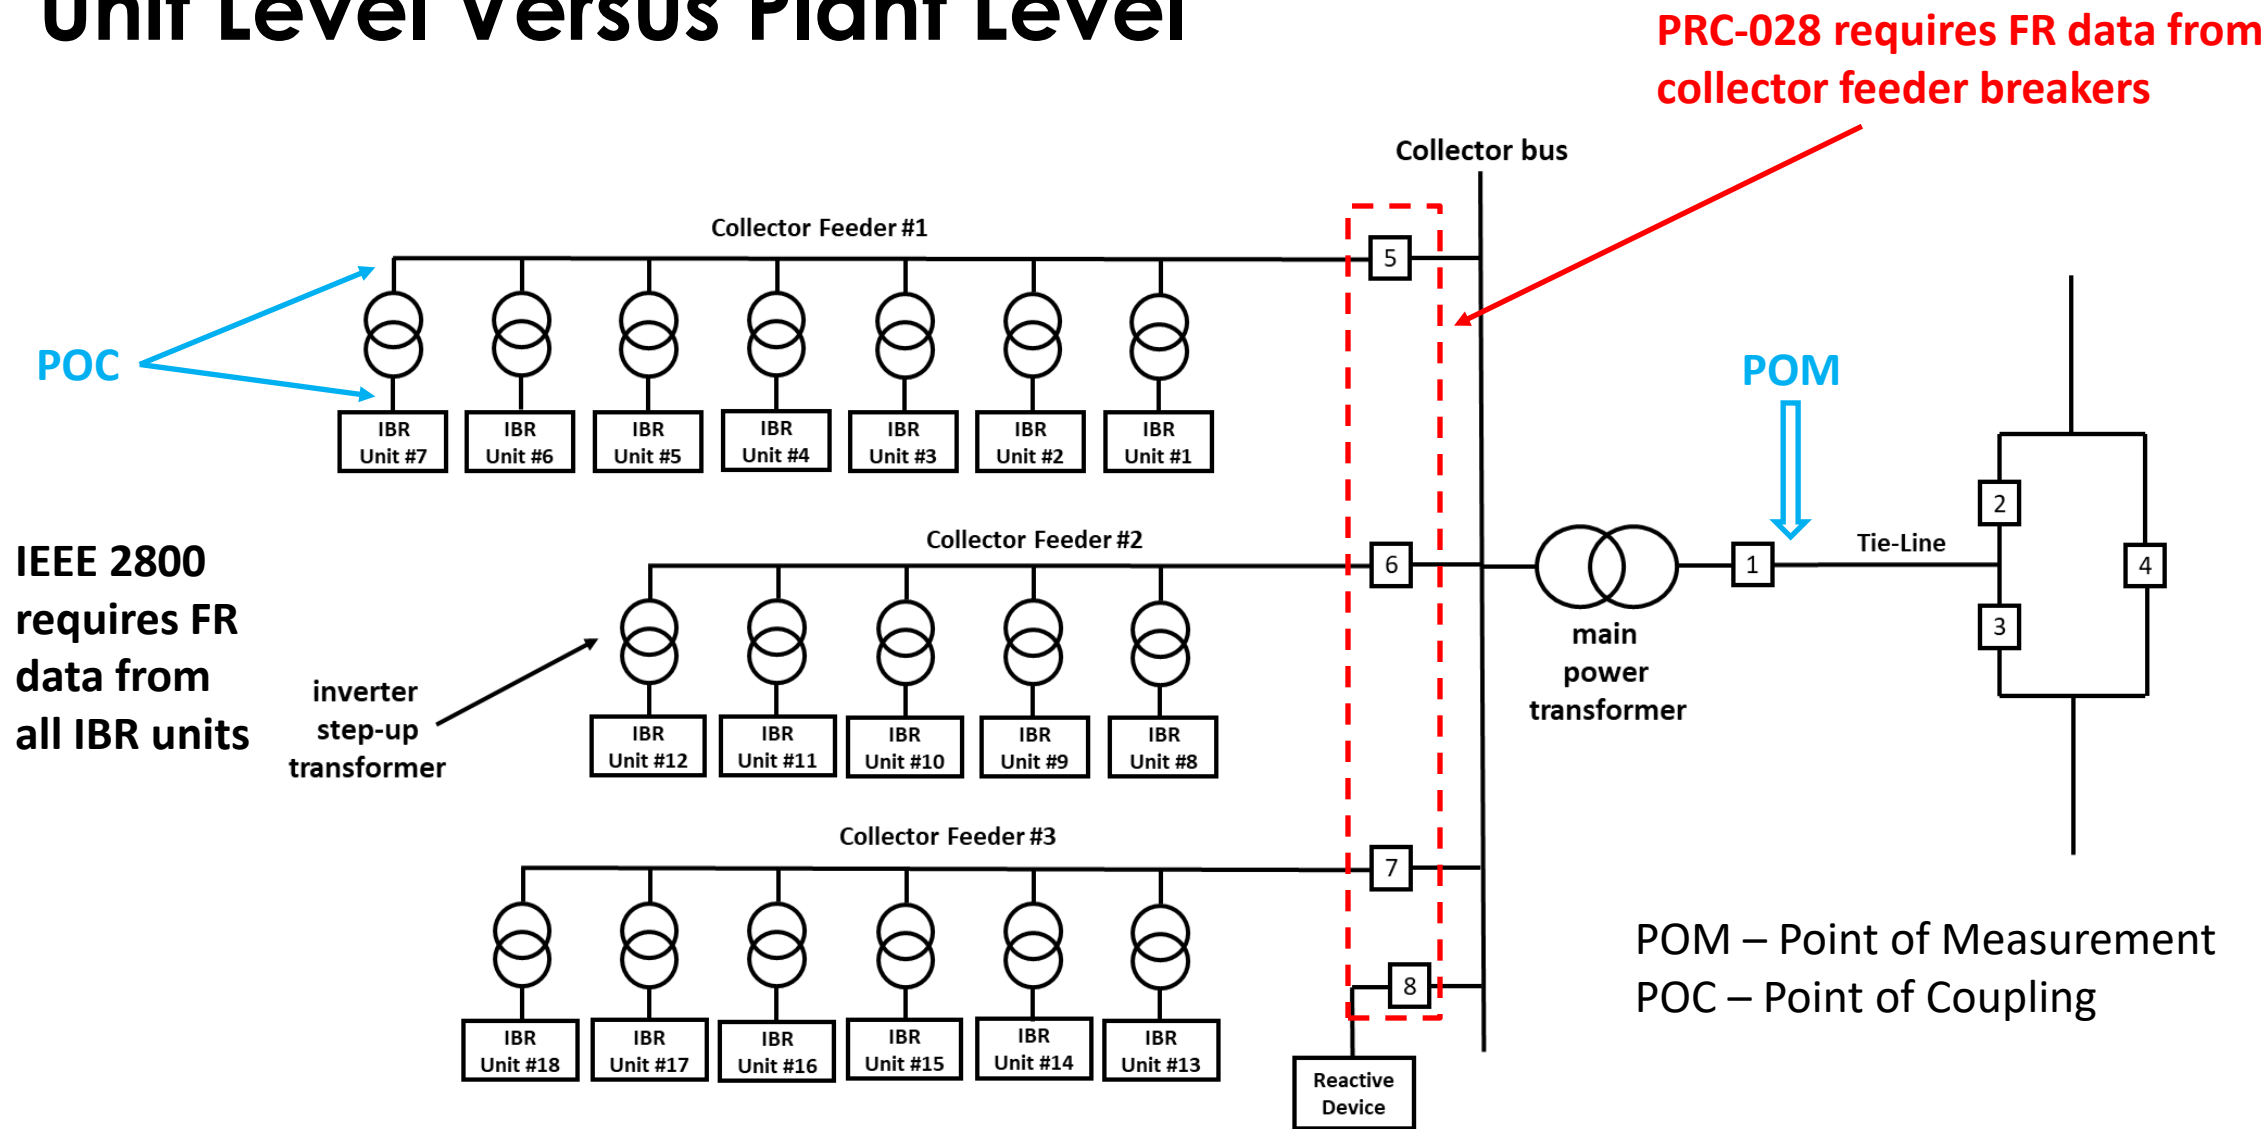 Unit Level Versus Plant Level
PRC-028 requires FR data from
collector feeder breakers
Collector bus
Collector Feeder #1
5
POC
POM
IBR
Unit #7
IBR
Unit #6
IBR
Unit #5
IBR
Unit #4
IBR
Unit #3
IBR
Unit #2
IBR
Unit #1
IEEE 2800
requires FR
data from
all IBR units
Collector Feeder #2
6
1
Tie-Line
2
3
4
main
power
transformer
inverter
step-up
transformer
IBR
Unit #12
IBR
Unit #11
IBR
Unit #10
IBR
Unit #9
IBR
Unit #8
Collector Feeder #3
7
8
POM – Point of Measurement
POC – Point of Coupling
IBR
Unit #18
IBR
Unit #17
IBR
Unit #16
IBR
Unit #15
IBR
Unit #14
IBR
Unit #13
Reactive
Device